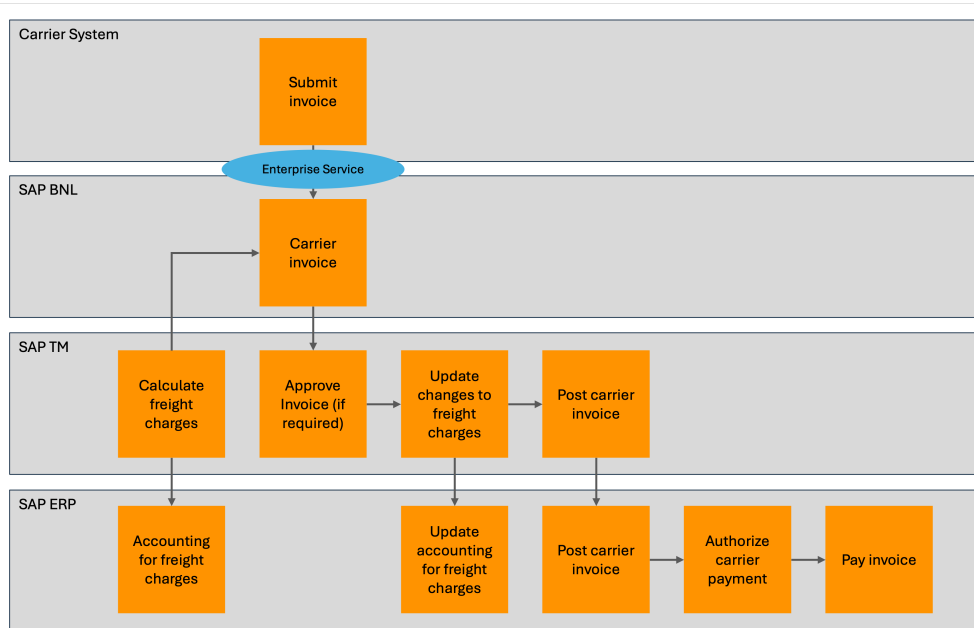 Carrier System
Submit
invoice
Enterprise Service
SAP BNL
Carrier
invoice
SAP TM
Calculate
freight
charges
Approve
Invoice (if
required)
Update
changes to
freight
charges
Post carrier
invoice
SAP ERP
Accounting
for freight
charges
Update
accounting
for freight
charges
Post carrier
invoice
Authorize
carrier
payment
Pay invoice